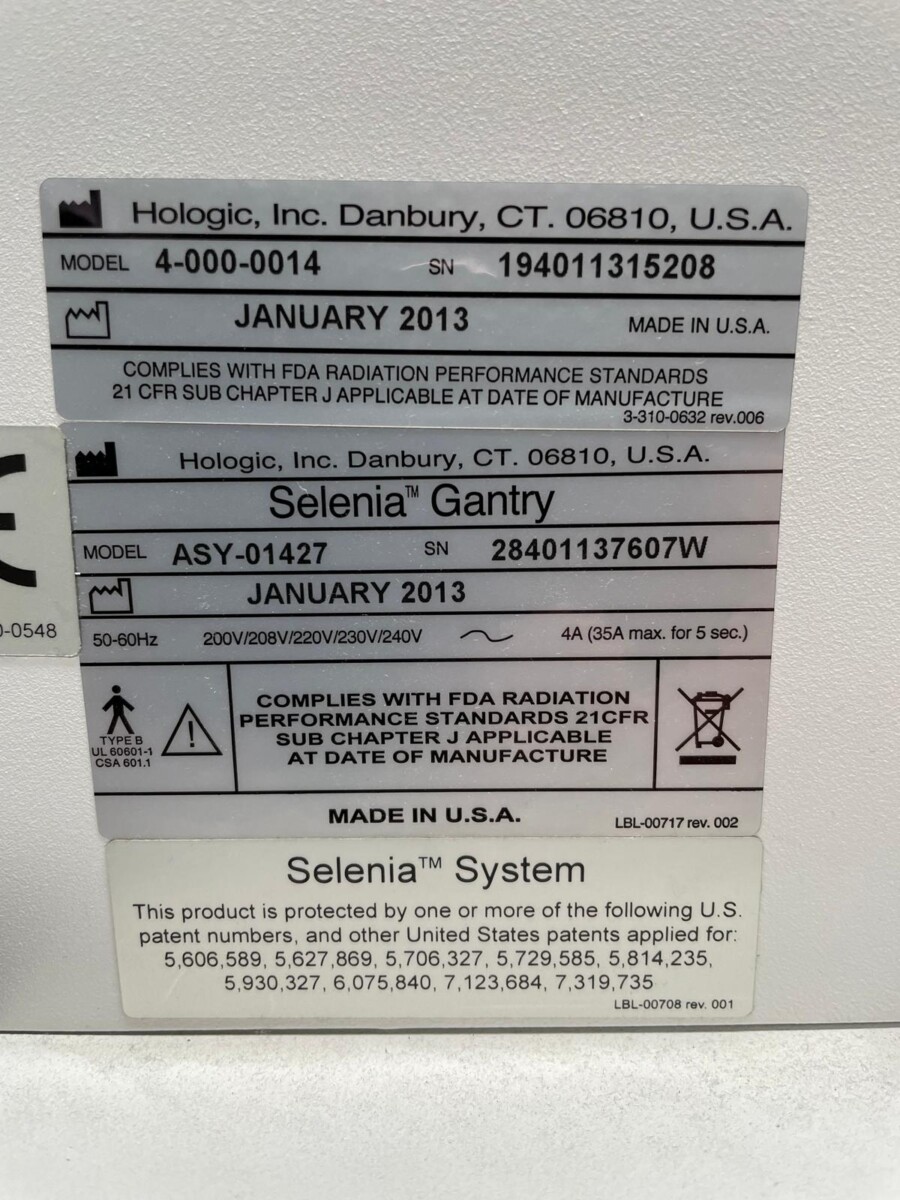 Hologic, Inc. Danbury, CT. 06810, U.S.A.
MODEL 4-000-0014 SN 194011315208
JANUARY 2013 MADE IN U.S.A.
COMPLIES WITH FDA RADIATION PERFORMANCE STANDARDS
21 CFR SUB CHAPTER J APPLICABLE AT DATE OF MANUFACTURE
3-310-0632 rev.006
Hologic, Inc. Danbury, CT. 06810, U.S.A.
Selenia™ Gantry
MODEL ASY-01427 SN 28401137607W
JANUARY 2013
50-60Hz 200V/208V/220V/230V/240V 4A (35A max. for 5 sec.)
TYPE B
UL 60601-1
CSA 601.1
COMPLIES WITH FDA RADIATION
PERFORMANCE STANDARDS 21CFR
SUB CHAPTER J APPLICABLE
AT DATE OF MANUFACTURE
MADE IN U.S.A. LBL-00717 rev. 002
Selenia™ System
This product is protected by one or more of the following U.S.
patent numbers, and other United States patents applied for:
5,606,589, 5,627,869, 5,706,327, 5,729,585, 5,814,235,
5,930,327, 6,075,840, 7,123,684, 7,319,735
LBL-00708 rev. 001
CE
-0548